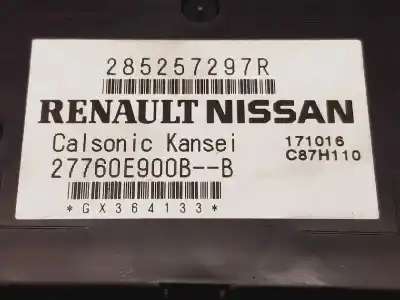 285257297R
RENAULT NISSAN
Calsonic Kansei 171016
27760E900B--B C87H110
*GX364133*